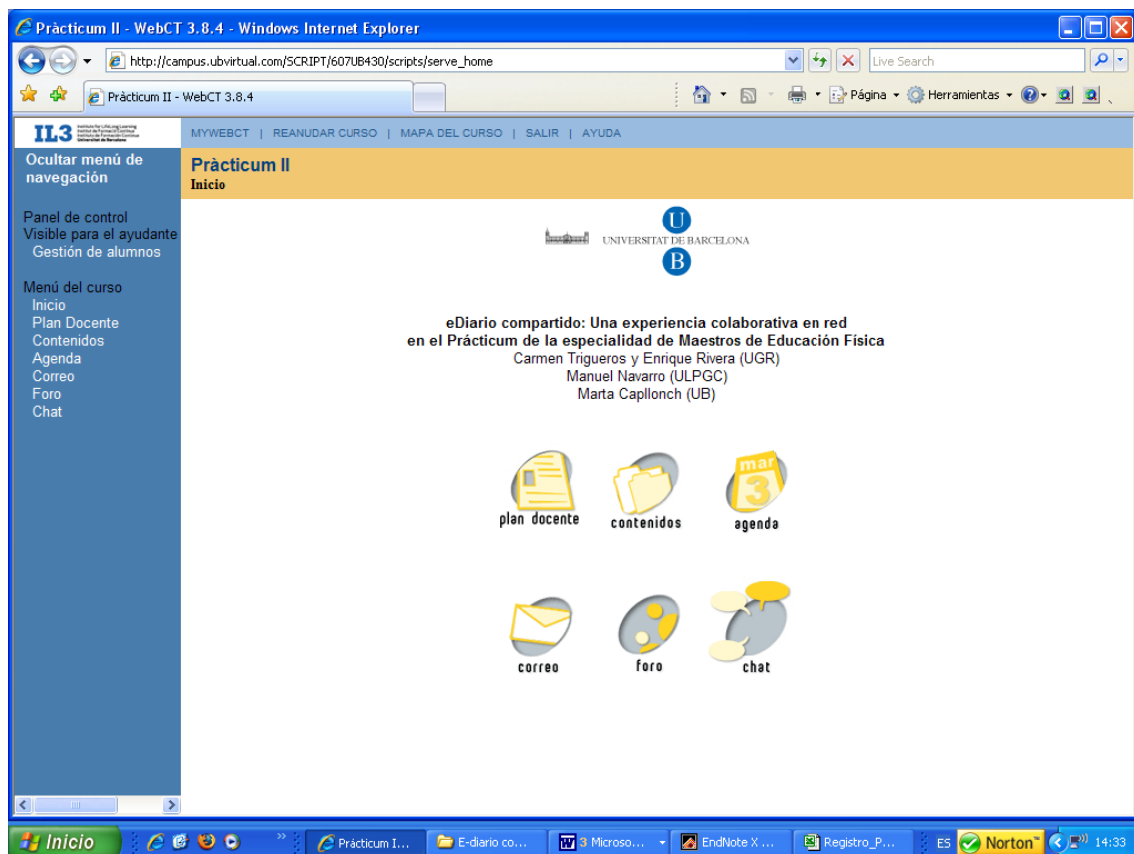 Pràcticum II - WebCT 3.8.4 - Windows Internet Explorer
http://campus.ubvirtual.com/SCRIPT/607UB430/scripts/serve_home
Live Search
Pràcticum II - WebCT 3.8.4
Página
Herramientas
IL3
MYWEBCT | REANUDAR CURSO | MAPA DEL CURSO | SALIR | AYUDA
Ocultar menú de
navegación
Pràcticum II
Inicio
Panel de control
Visible para el ayudante
Gestión de alumnos
Menú del curso
Inicio
Plan Docente
Contenidos
Agenda
Correo
Foro
Chat
U
UNIVERSITAT DE BARCELONA
B
eDiario compartido: Una experiencia colaborativa en red
en el Prácticum de la especialidad de Maestros de Educación Física
Carmen Trigueros y Enrique Rivera (UGR)
Manuel Navarro (ULPGC)
Marta Capllonch (UB)
mar
3
plan docente
contenidos
agenda
correo
foro
chat
Inicio
Pràcticum I...
E-diario co...
3 Microso...
EndNote X ...
Registro_P...
ES
Norton™
14:33